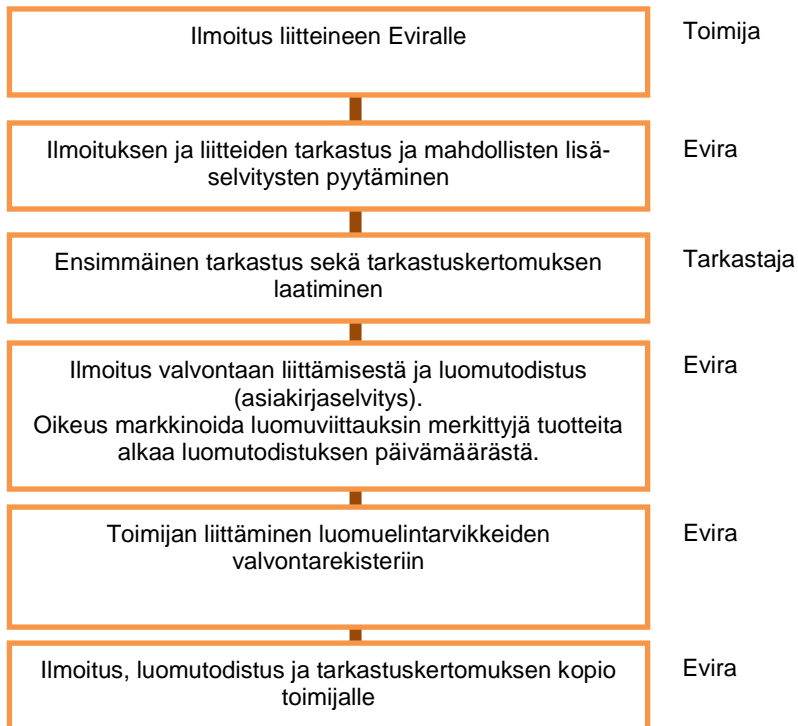 Ilmoitus liitteineen Eviralle
Toimija
Ilmoituksen ja liitteiden tarkastus ja mahdollisten lisä-
selvitysten pyytäminen
Evira
Ensimmäinen tarkastus sekä tarkastuskertomuksen
laatiminen
Tarkastaja
Ilmoitus valvontaan liittämisestä ja luomutodistus
(asiakirjaselvitys).
Oikeus markkinoida luomuviittauksin merkittyjä tuotteita
alkaa luomutodistuksen päivämäärästä.
Evira
Toimijan liittäminen luomuelintarvikkeiden
valvontarekisteriin
Evira
Ilmoitus, luomutodistus ja tarkastuskertomuksen kopio
toimijalle
Evira